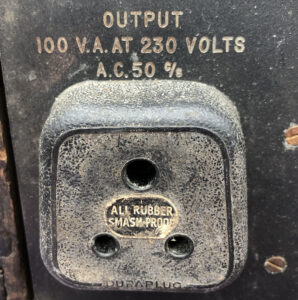 OUTPUT
100 V.A. AT 230 VOLTS
A.C. 50 c/s
ALL RUBBER
SMASH-PROOF
DURAPLUG